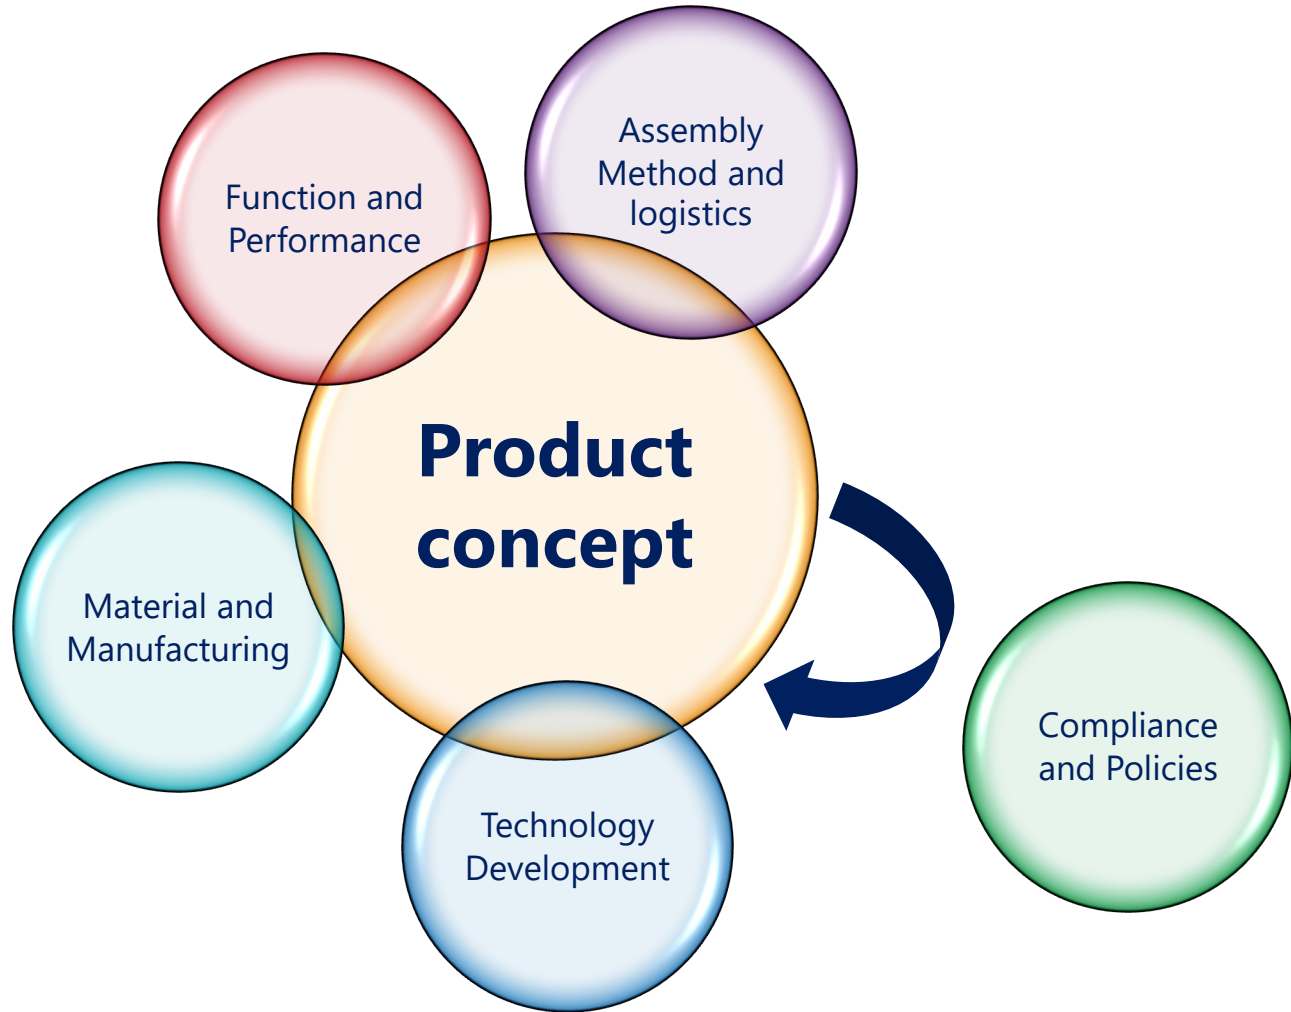 Assembly
Method and
logistics
Function and
Performance
Product
concept
Material and
Manufacturing
Compliance
and Policies
Technology
Development